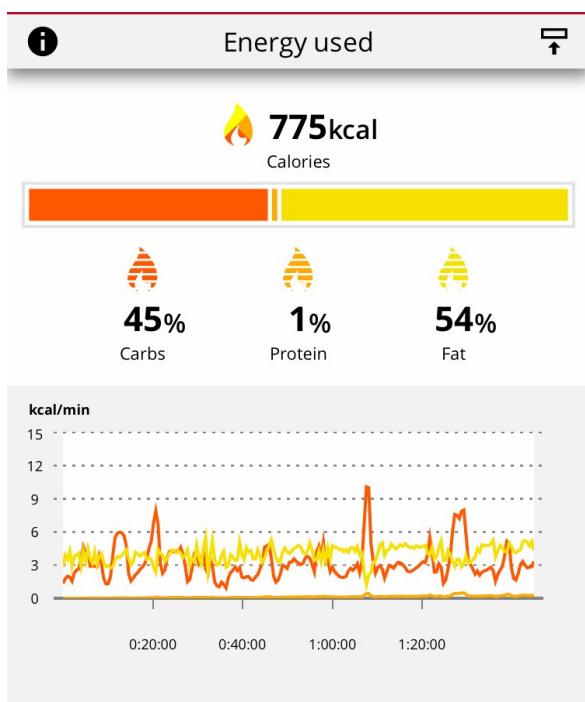 Energy used
775kcal
Calories
45% 1% 54%
Carbs Protein Fat
kcal/min
15
12
9
6
3
0
0:20:00 0:40:00 1:00:00 1:20:00